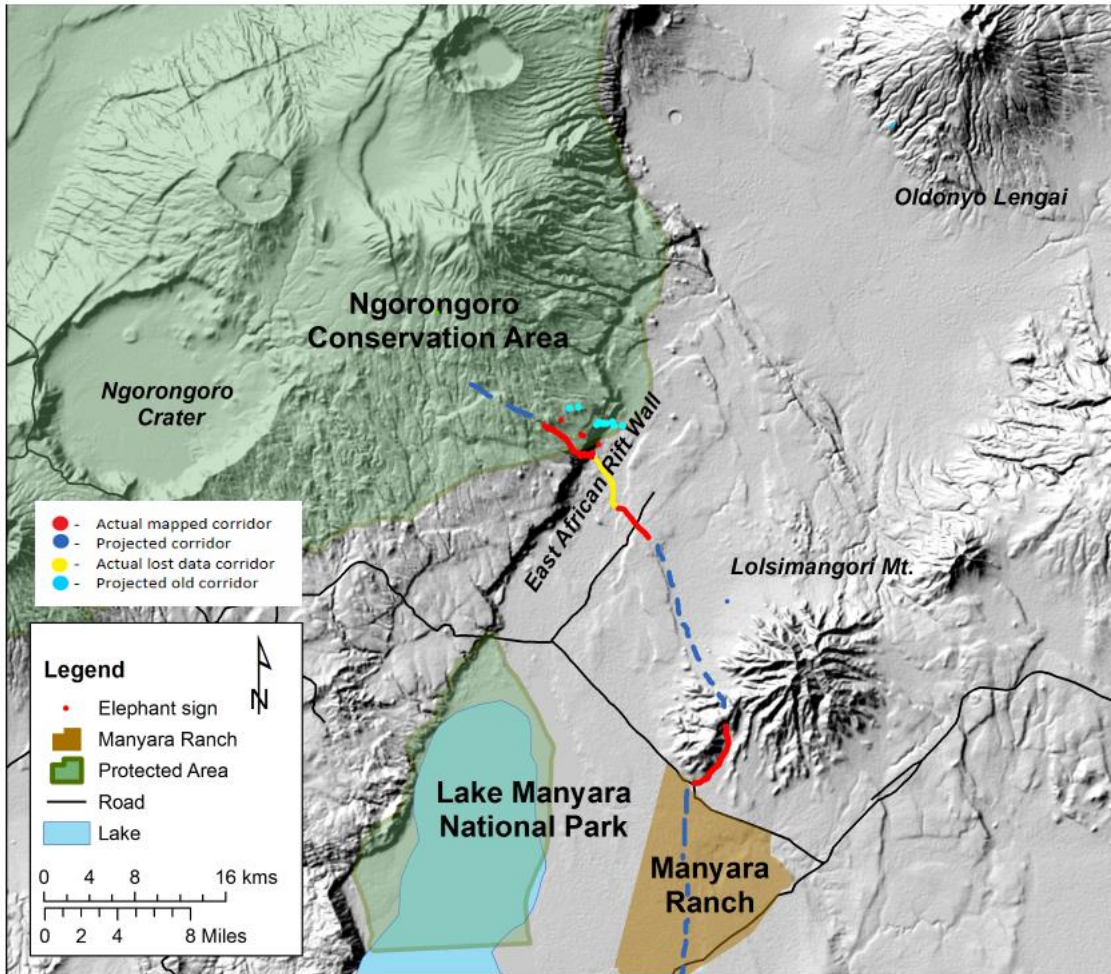 Oldonyo Lengai
Ngorongoro
Conservation Area
Ngorongoro
Crater
East African Rift Wall
- Actual mapped corridor
- Projected corridor
- Actual lost data corridor
- Projected old corridor
Lolsimangori Mt.
Legend
N
Elephant sign
Manyara Ranch
Protected Area
Road
Lake
0 4 8 16 kms
0 2 4 8 Miles
Lake Manyara
National Park
Manyara
Ranch